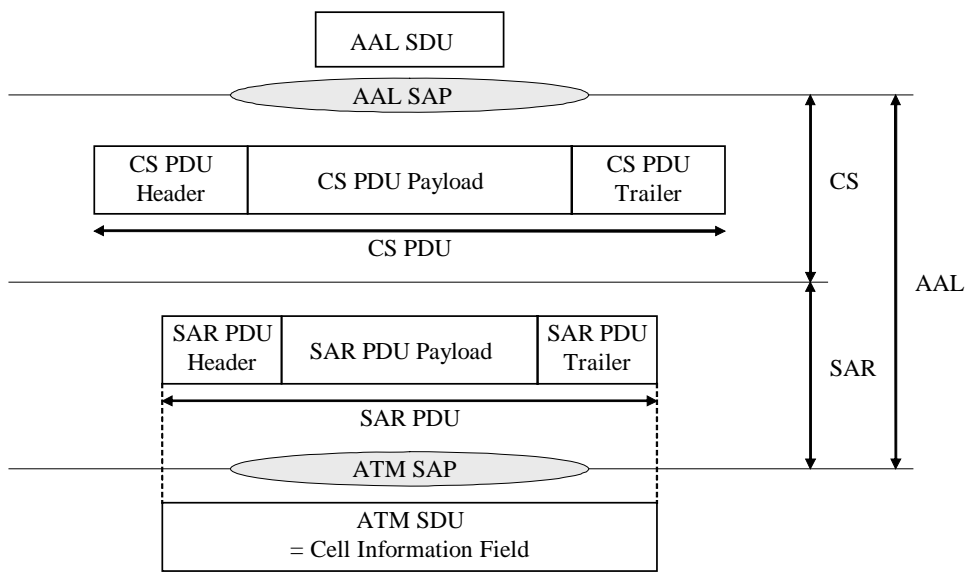 AAL SDU
AAL SAP
CS PDU
Header
CS PDU Payload
CS PDU
Trailer
CS
CS PDU
AAL
SAR PDU
Header
SAR PDU Payload
SAR PDU
Trailer
SAR
SAR PDU
ATM SAP
ATM SDU
= Cell Information Field